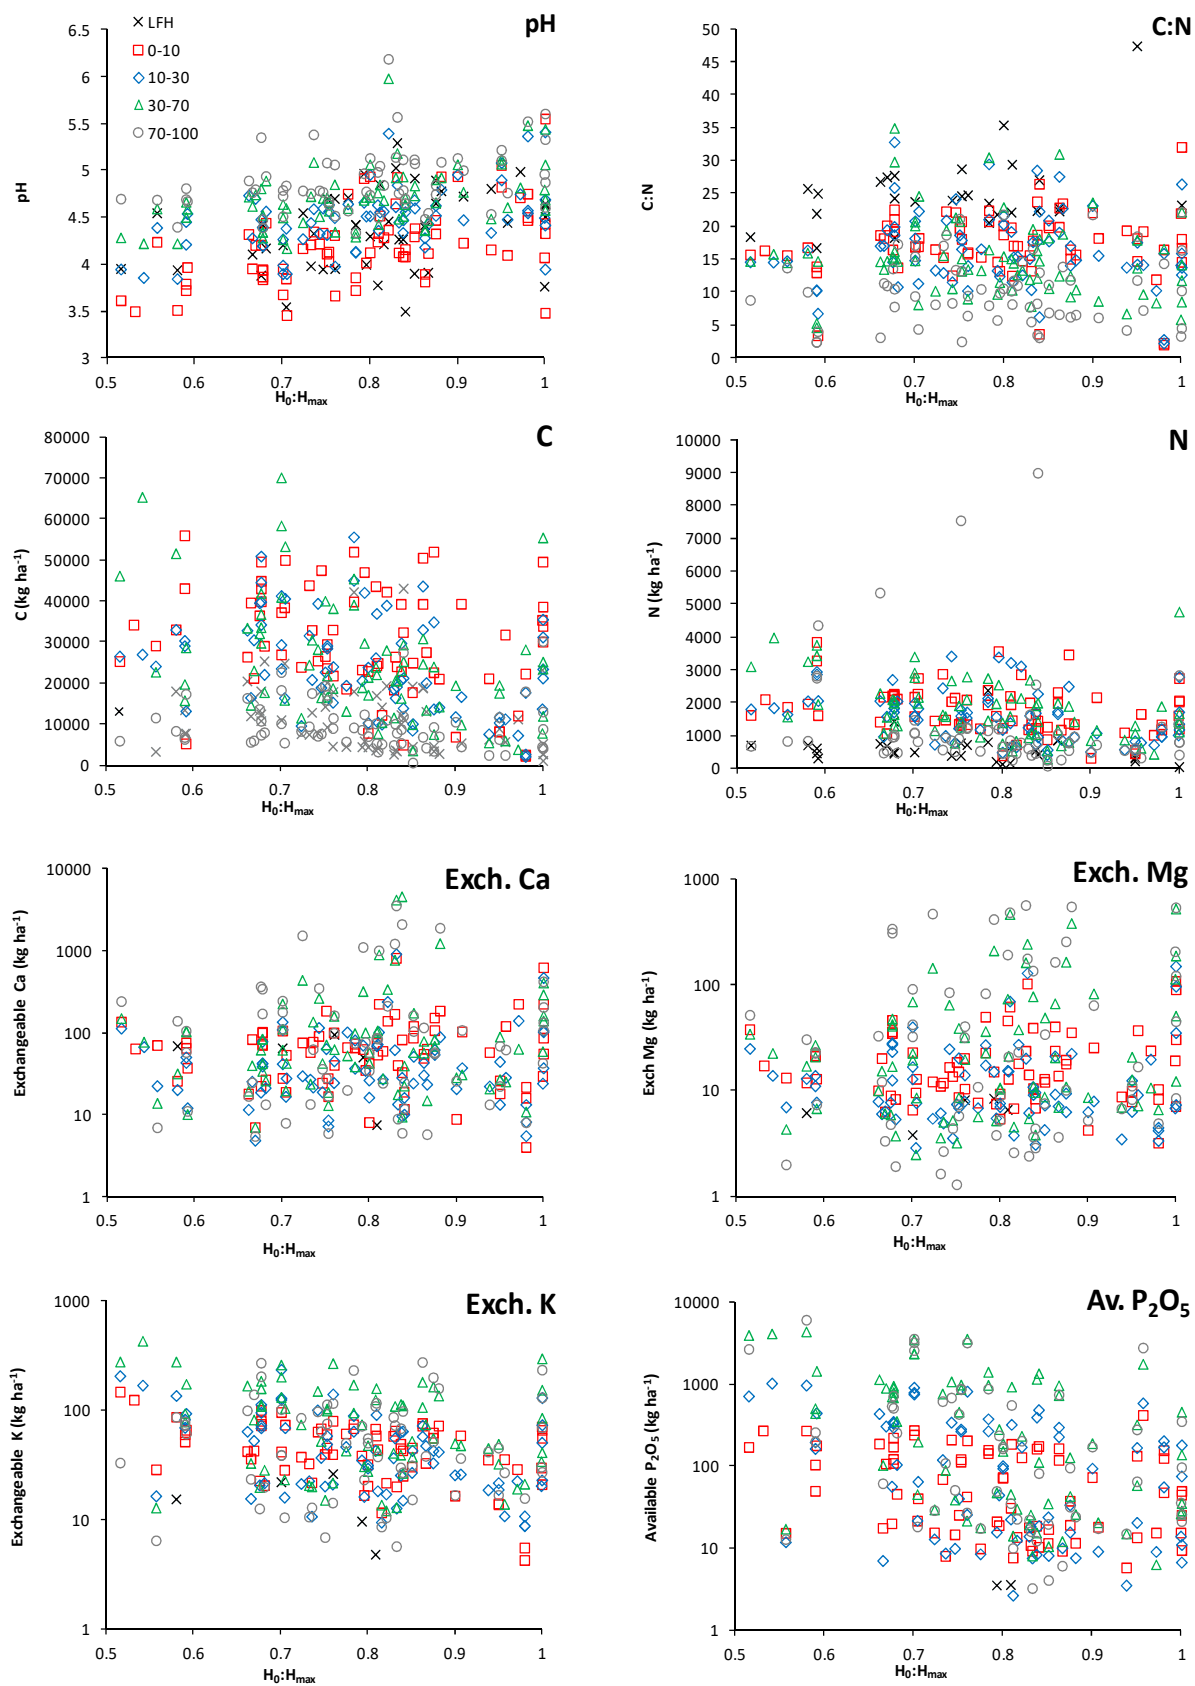 pH
6.5
6
5.5
5
4.5
4
3.5
3
pH
LFH
0-10
10-30
30-70
70-100
0.5 0.6 0.7 0.8 0.9 1
H₀:Hmax
C:N
50
45
40
35
30
25
20
15
10
5
0
C:N
0.5 0.6 0.7 0.8 0.9 1
H₀:Hmax
C
80000
70000
60000
50000
40000
30000
20000
10000
0
C (kg ha⁻¹)
0.5 0.6 0.7 0.8 0.9 1
H₀:Hmax
N
10000
9000
8000
7000
6000
5000
4000
3000
2000
1000
0
N (kg ha⁻¹)
0.5 0.6 0.7 0.8 0.9 1
H₀:Hmax
Exch. Ca
10000
1000
100
10
1
Exchangeable Ca (kg ha⁻¹)
0.5 0.6 0.7 0.8 0.9 1
H₀:Hmax
Exch. Mg
1000
100
10
1
Exch Mg (kg ha⁻¹)
0.5 0.6 0.7 0.8 0.9 1
H₀:Hmax
Exch. K
1000
100
10
1
Exchangeable K (kg ha⁻¹)
0.5 0.6 0.7 0.8 0.9 1
H₀:Hmax
Av. P₂O₅
10000
1000
100
10
1
Available P₂O₅ (kg ha⁻¹)
0.5 0.6 0.7 0.8 0.9 1
H₀:Hmax